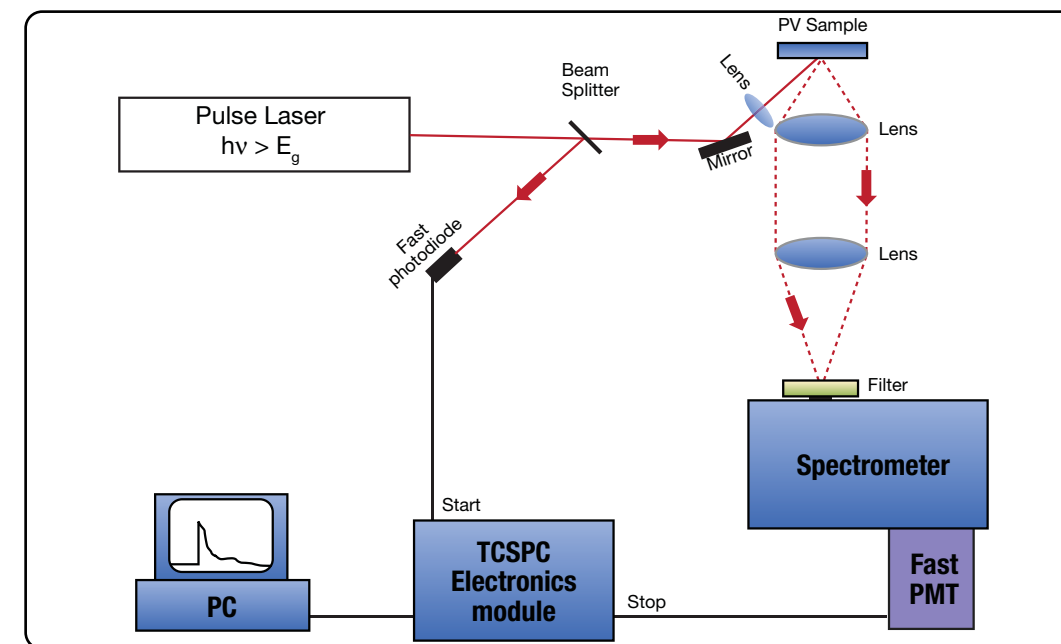 PV Sample
Beam
Splitter
Lens
Pulse Laser
hν > E_g
Lens
Mirror
Fast
photodiode
Lens
Filter
Spectrometer
Start
TCSPC
Electronics
module
Fast
PMT
Stop
PC